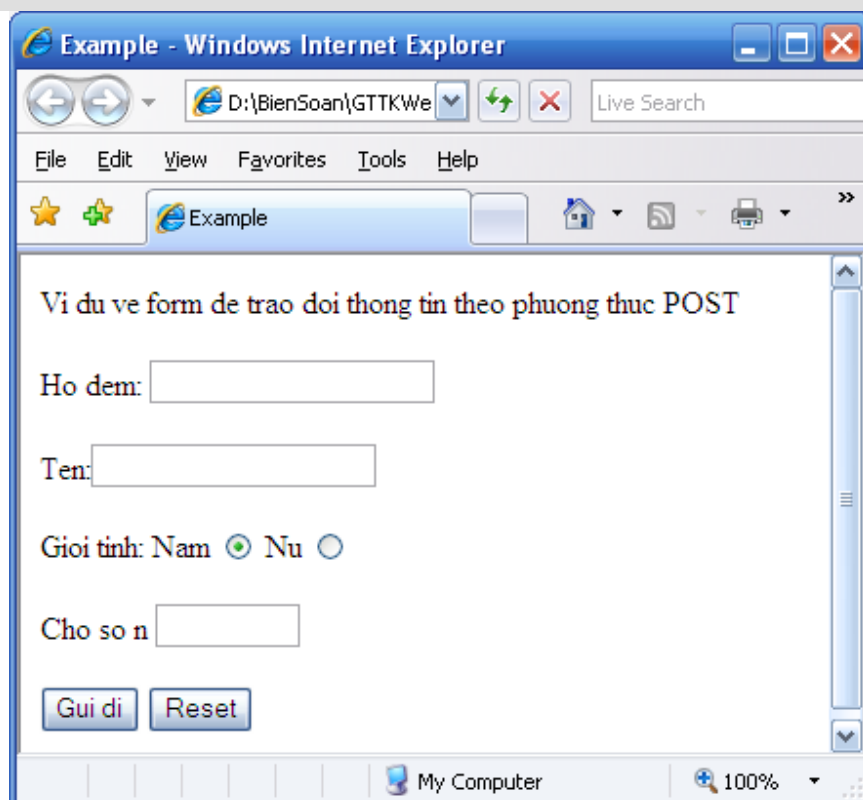 Example - Windows Internet Explorer
D:\BienSoan\GTTKWe
Live Search
File Edit View Favorites Tools Help
Example
Vi du ve form de trao doi thong tin theo phuong thuc POST
Ho dem:
Ten:
Gioi tinh: Nam Nu
Cho so n
Gui di Reset
My Computer 100%